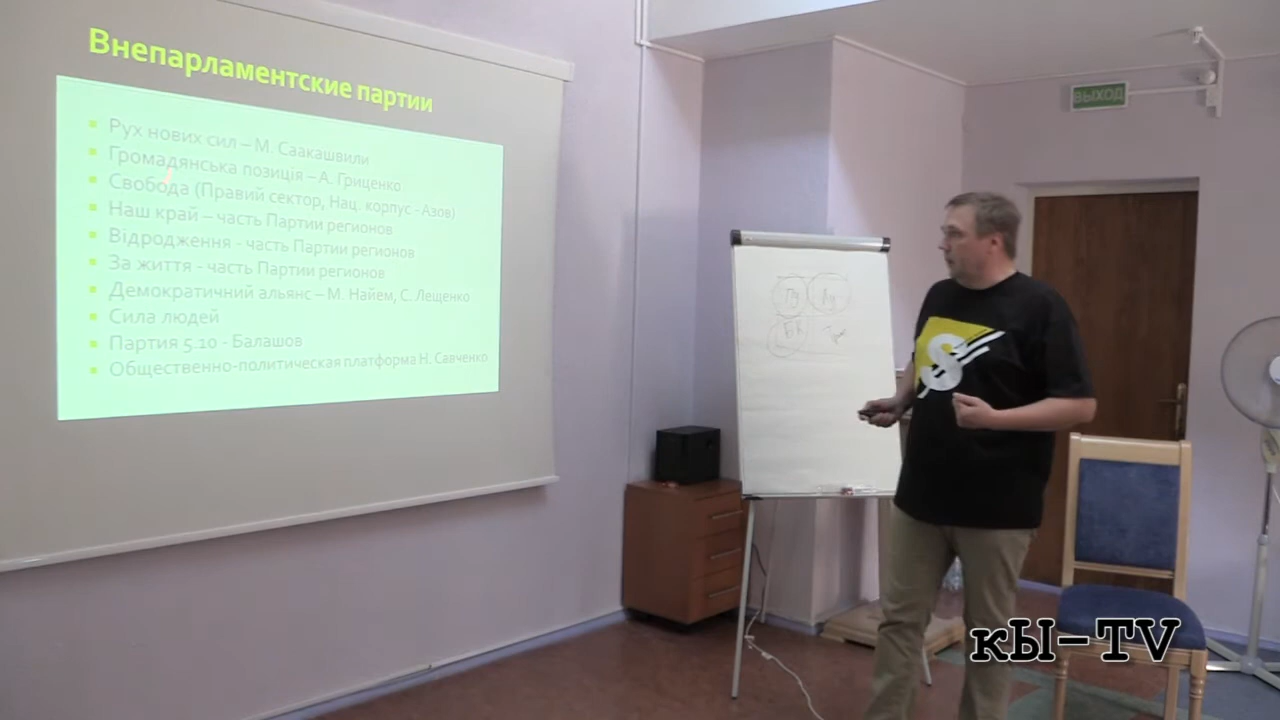 Внепарламентские партии
Рух нових сил – М. Саакашвили
Громадянська позиція – А. Гриценко
Свобода (Правий сектор, Нац. корпус - Азов)
Наш край – часть Партии регионов
Відродження - часть Партии регионов
За життя - часть Партии регионов
Демократичний альянс – М. Найем, С. Лещенко
Сила людей
Партия 5.10 - Балашов
Общественно-политическая платформа Н. Савченко
ВЫХОД
S
кЫ-TV